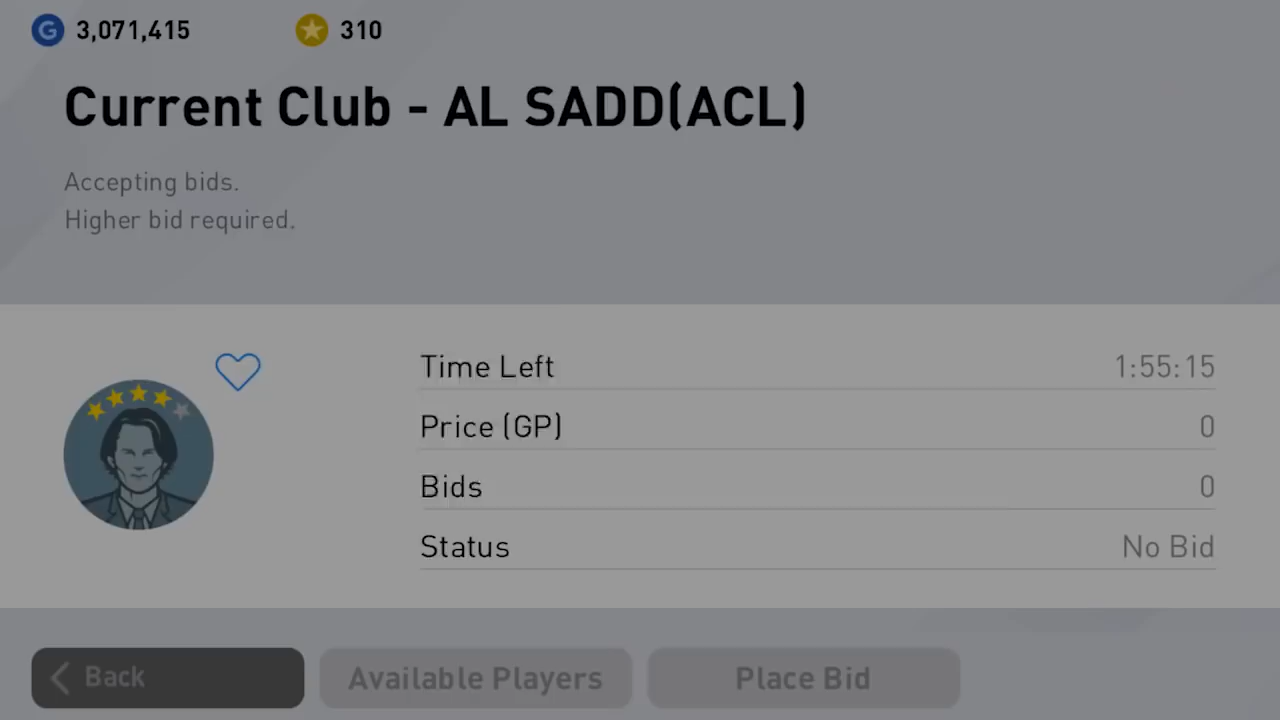 G 3,071,415 310
Current Club - AL SADD(ACL)
Accepting bids.
Higher bid required.
Time Left 1:55:15
Price (GP) 0
Bids 0
Status No Bid
Back Available Players Place Bid